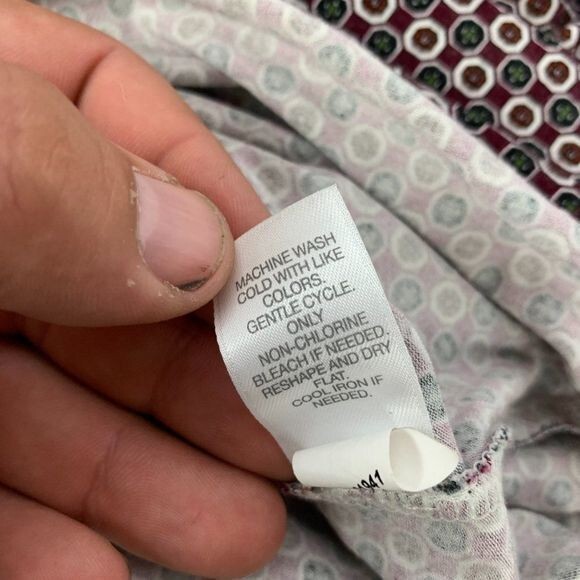 MACHINE WASH
COLD WITH LIKE
COLORS.
GENTLE CYCLE.
ONLY
NON-CHLORINE
BLEACH IF NEEDED.
RESHAPE AND DRY
FLAT.
COOL IRON IF
NEEDED.